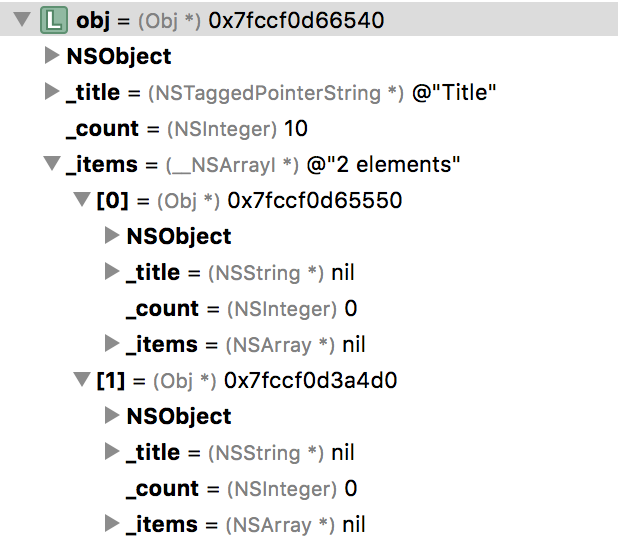 L obj = (Obj *) 0x7fccf0d66540
NSObject
_title = (NSTaggedPointerString *) @"Title"
_count = (NSInteger) 10
_items = (__NSArrayI *) @"2 elements"
[0] = (Obj *) 0x7fccf0d65550
NSObject
_title = (NSString *) nil
_count = (NSInteger) 0
_items = (NSArray *) nil
[1] = (Obj *) 0x7fccf0d3a4d0
NSObject
_title = (NSString *) nil
_count = (NSInteger) 0
_items = (NSArray *) nil